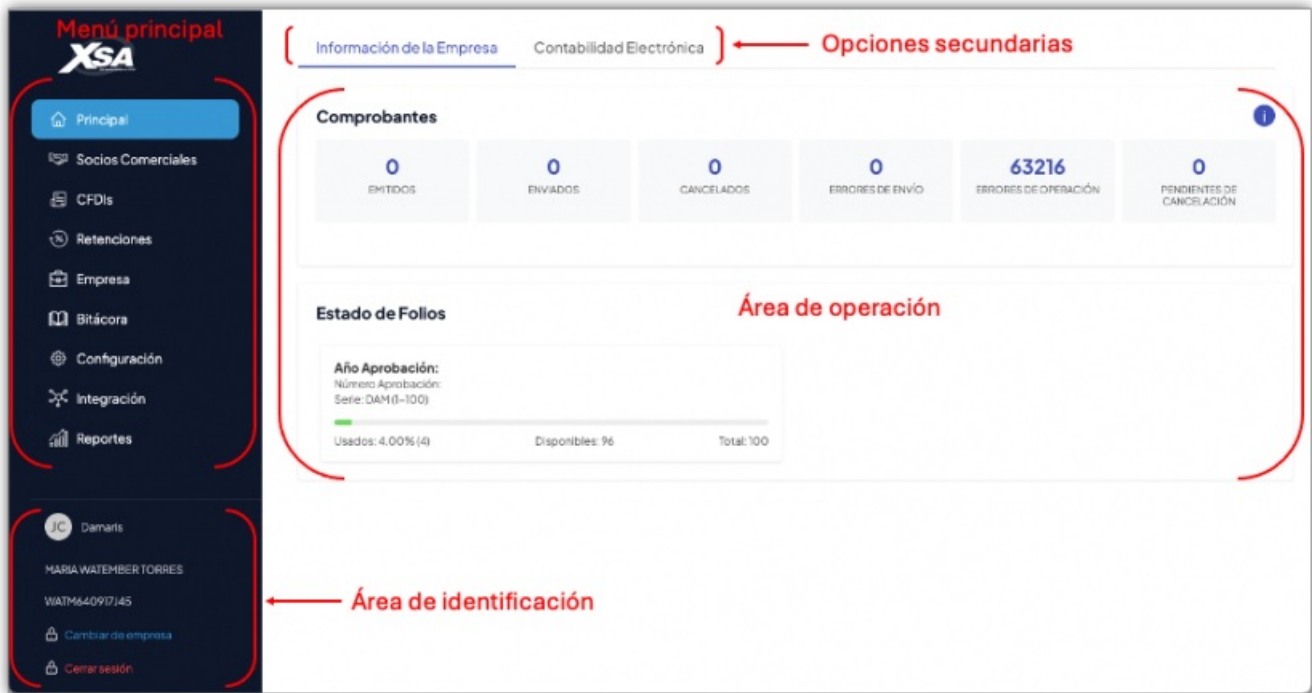 Menú principal
XSA
Información de la Empresa
Contabilidad Electrónica
Opciones secundarias
Principal
Socios Comerciales
CFDIs
Retenciones
Empresa
Bitácora
Configuración
Integración
Reportes
Comprobantes
i
0
EMITIDOS
0
ENVIADOS
0
CANCELADOS
0
ERRORES DE ENVÍO
63216
ERRORES DE OPERACIÓN
0
PENDIENTES DE
CANCELACIÓN
Área de operación
Estado de Folios
Año Aprobación:
Número Aprobación:
Serie: DAM (1-100)
Usados: 4.00% (4)
Disponibles: 96
Total: 100
JC
Damaris
MARIA WATEMBER TORRES
WATM640917J45
Cambiar de empresa
Cerrar sesión
Área de identificación